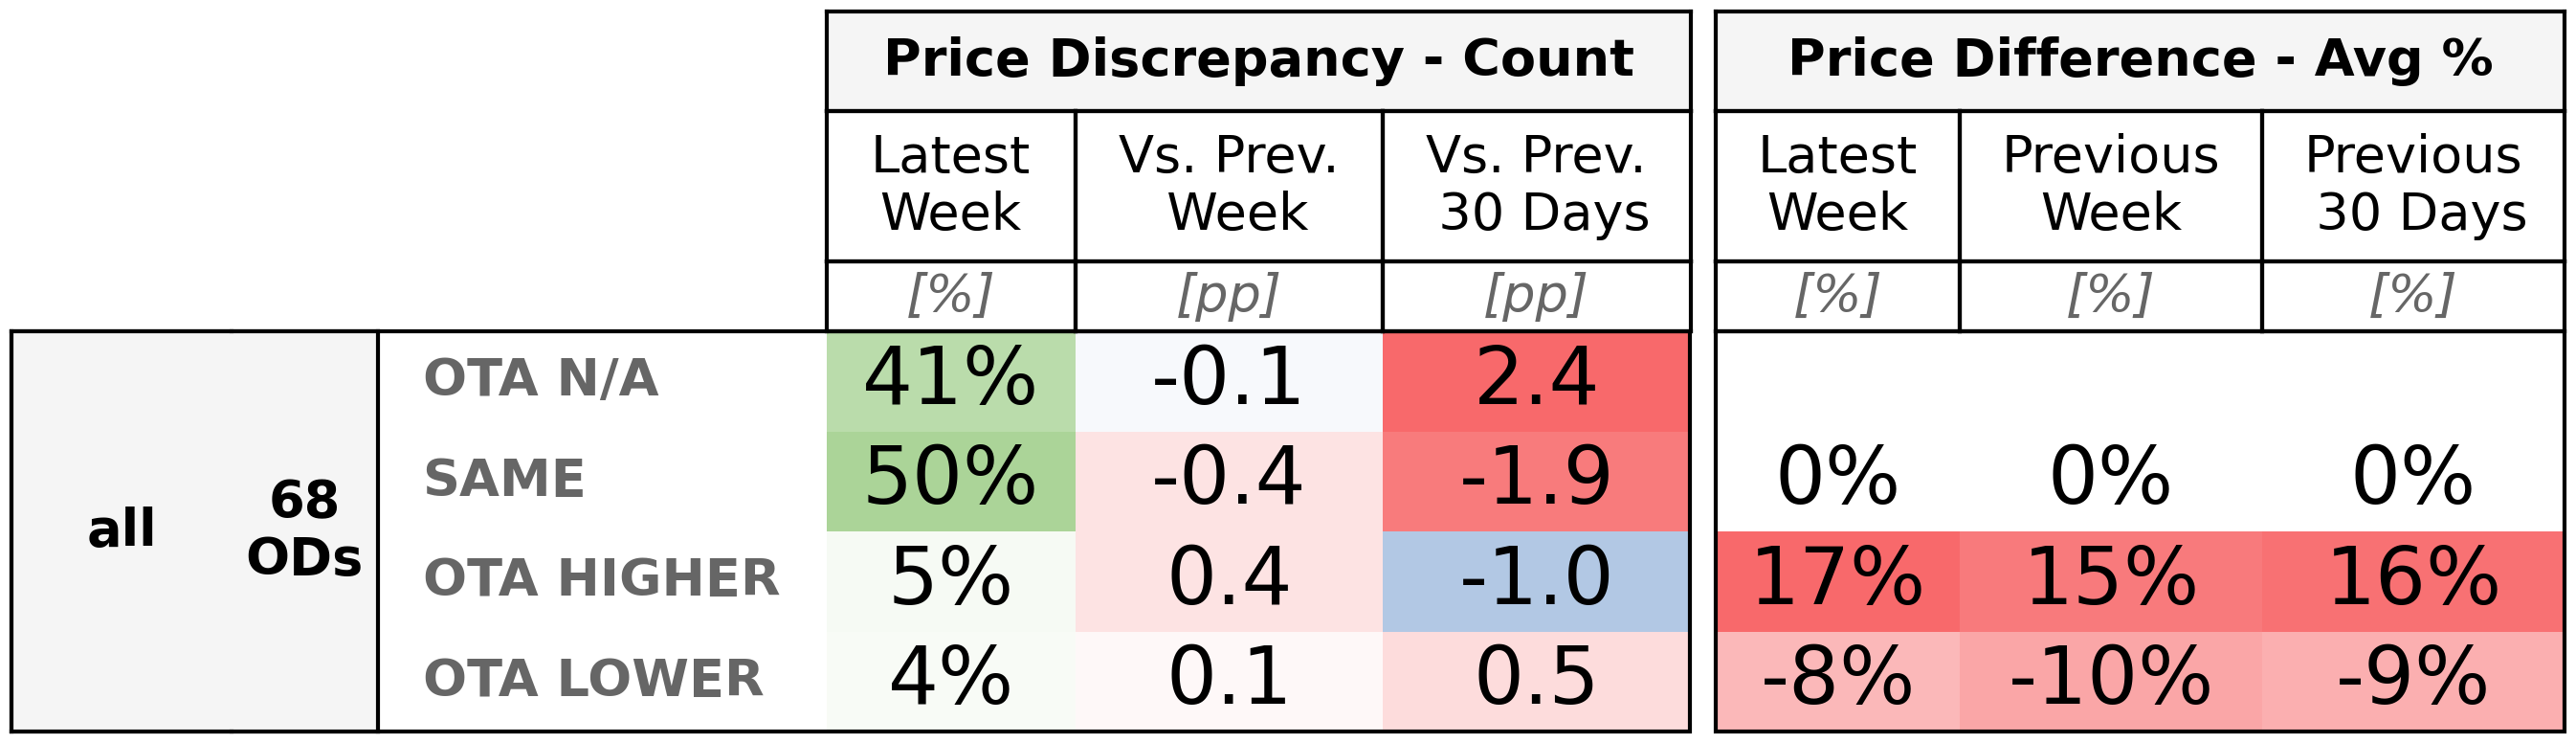 Price Discrepancy - Count
Price Difference - Avg %
Latest Week
Vs. Prev. Week
Vs. Prev. 30 Days
Latest Week
Previous Week
Previous 30 Days
[%] [pp] [pp] [%] [%] [%]
all
68 ODs
OTA N/A 41% -0.1 2.4
SAME 50% -0.4 -1.9 0% 0% 0%
OTA HIGHER 5% 0.4 -1.0 17% 15% 16%
OTA LOWER 4% 0.1 0.5 -8% -10% -9%